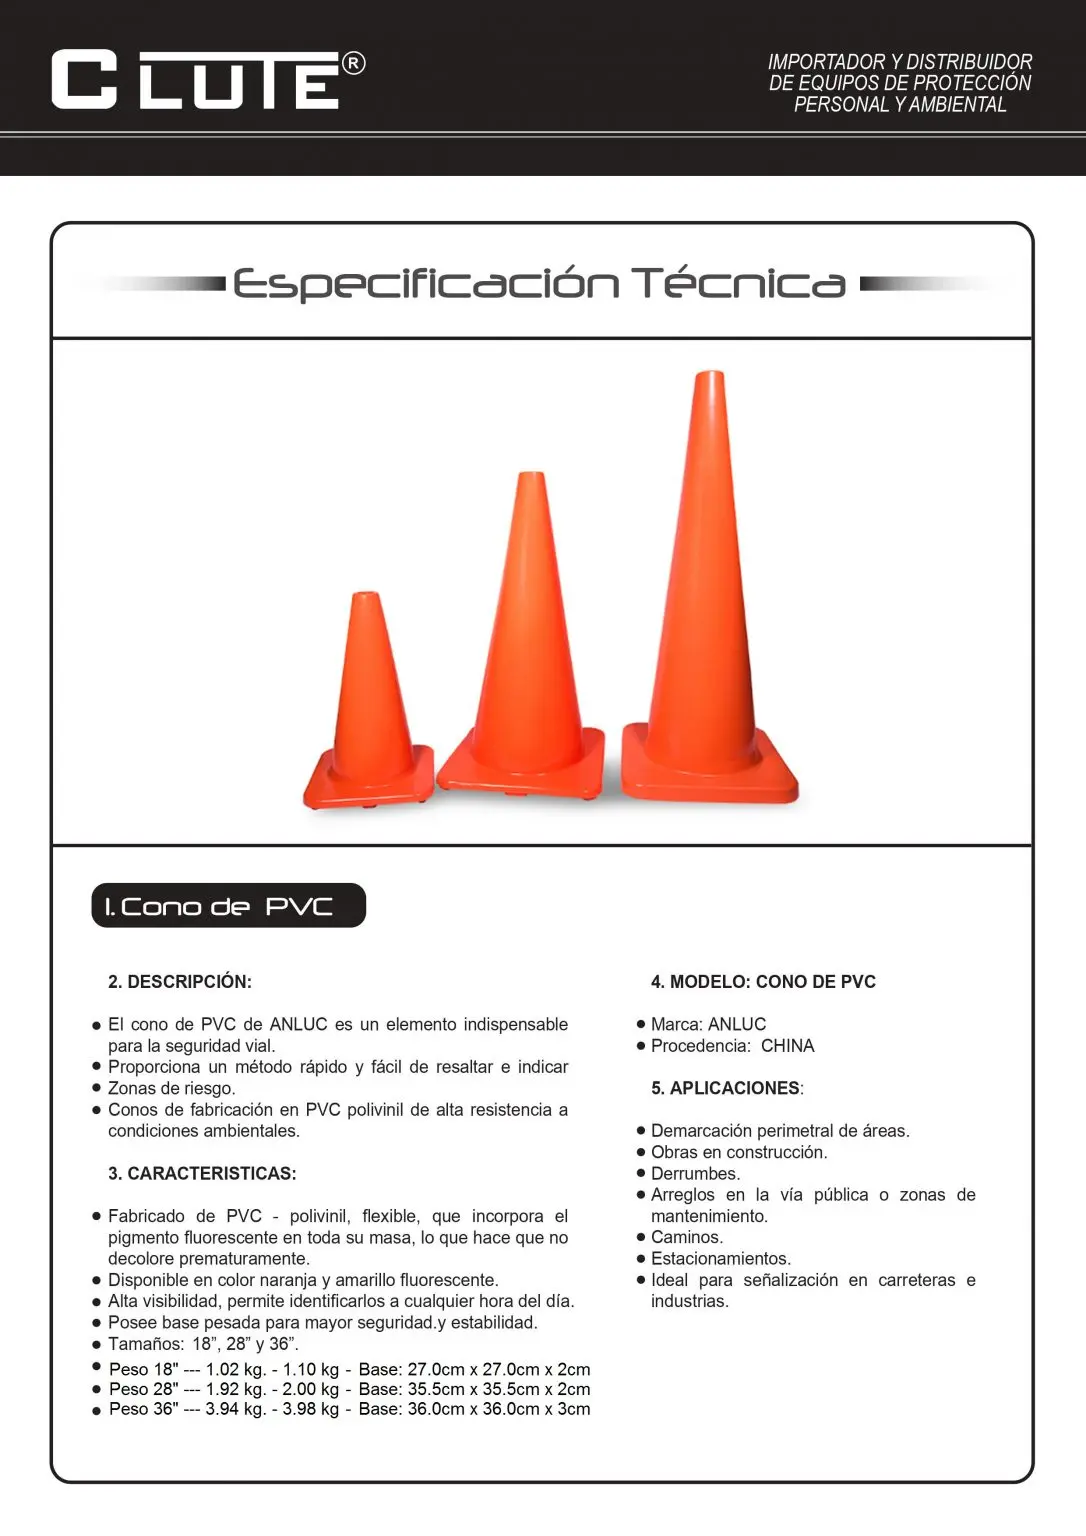 CLUTE®
IMPORTADOR Y DISTRIBUIDOR
DE EQUIPOS DE PROTECCIÓN
PERSONAL Y AMBIENTAL
Especificación Técnica
1. Cono de PVC
2. DESCRIPCIÓN:
● El cono de PVC de ANLUC es un elemento indispensable
para la seguridad vial.
● Proporciona un método rápido y fácil de resaltar e indicar
● Zonas de riesgo.
● Conos de fabricación en PVC polivinil de alta resistencia a
condiciones ambientales.
3. CARACTERISTICAS:
● Fabricado de PVC - polivinil, flexible, que incorpora el
pigmento fluorescente en toda su masa, lo que hace que no
decolore prematuramente.
● Disponible en color naranja y amarillo fluorescente.
● Alta visibilidad, permite identificarlos a cualquier hora del día.
● Posee base pesada para mayor seguridad.y estabilidad.
● Tamaños: 18”, 28” y 36”.
● Peso 18" --- 1.02 kg. - 1.10 kg - Base: 27.0cm x 27.0cm x 2cm
● Peso 28" --- 1.92 kg. - 2.00 kg - Base: 35.5cm x 35.5cm x 2cm
● Peso 36" --- 3.94 kg. - 3.98 kg - Base: 36.0cm x 36.0cm x 3cm
4. MODELO: CONO DE PVC
● Marca: ANLUC
● Procedencia: CHINA
5. APLICACIONES:
● Demarcación perimetral de áreas.
● Obras en construcción.
● Derrumbes.
● Arreglos en la vía pública o zonas de
mantenimiento.
● Caminos.
● Estacionamientos.
● Ideal para señalización en carreteras e
industrias.